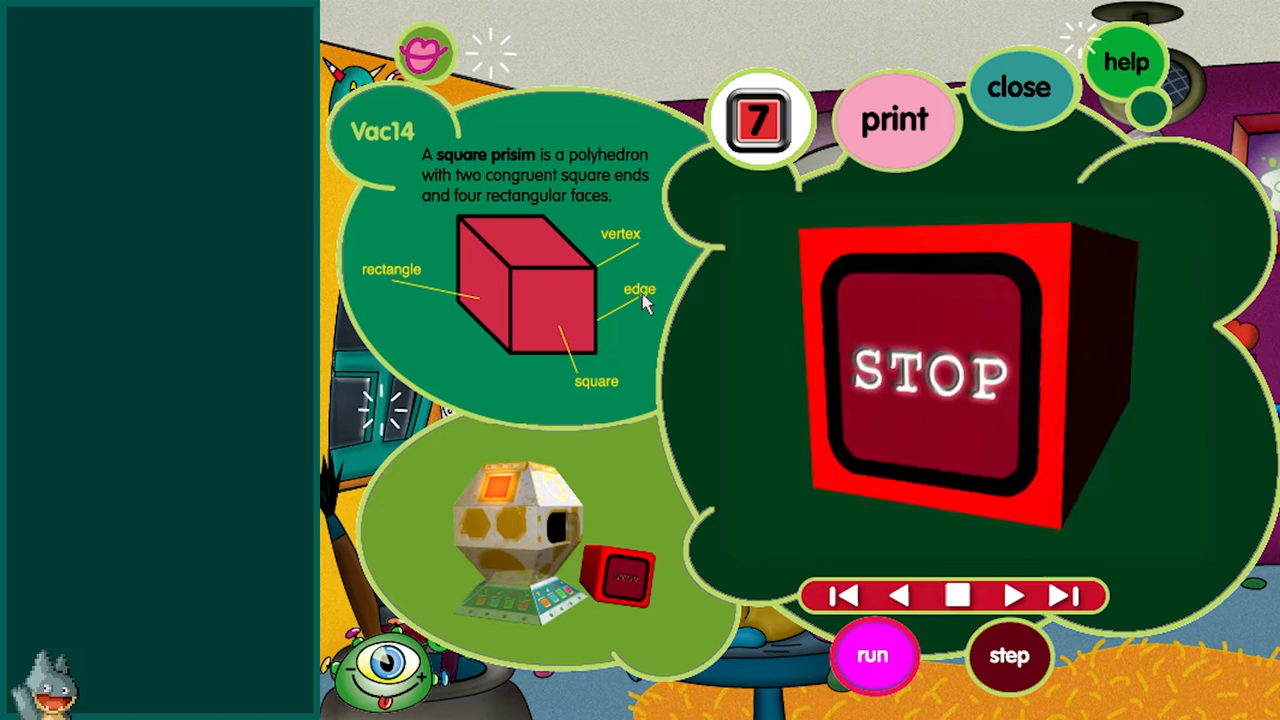 Vac14
A square prisim is a polyhedron
with two congruent square ends
and four rectangular faces.
vertex
rectangle
edge
square
7
print
close
help
STOP
STOP
run
step